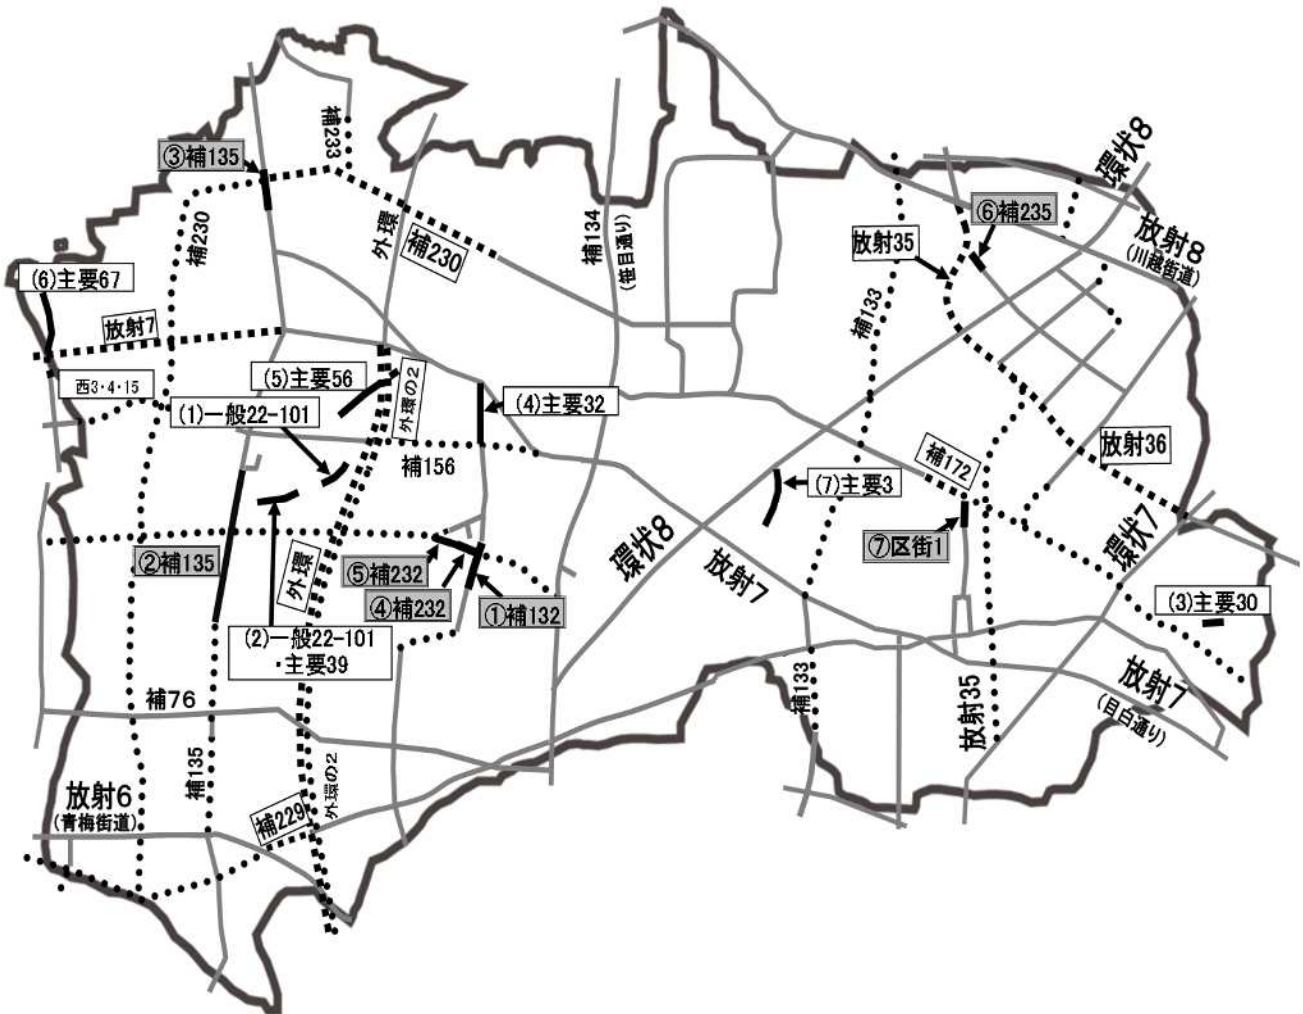 補233
環状8
③補135
⑥補235
補230
外環
補230
補134
(笹目通り)
放射35
放射8
(川越街道)
(6)主要67
放射7
補133
西3・4・15
(5)主要56
外環の2
(1)一般22-101
(4)主要32
補156
放射36
補172
(7)主要3
②補135
外環
⑤補232
④補232
①補132
環状8
放射7
⑦区街1
環状7
(3)主要30
(2)一般22-101
・主要39
補76
補133
放射35
放射7
(目白通り)
補135
外環の2
放射6
(青梅街道)
補229